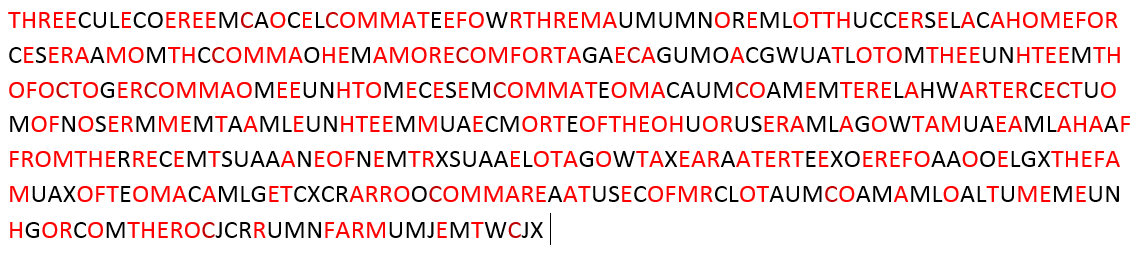 THREECULECOEREEMCAOCELCOMMATEEFOWRTHREMAUMUMNOREMLOTTHUCCERSELACAHOMEFOR
CESERAAMOMTHCCOMMAOHEMAMORECOMFORTAGAECAGUMOACGWUATLOTOMTHEEUNHTEEMTH
OFOCTOGERCOMMAOMEEUNHTOMECESEMCOMMATEOMACAUMCOAMEMTERELAHWARTERCECTUO
MOFNOSERMMEMTAAMLEUNHTEEMMUAECMORTEOFTHEOHUORUSERAMLAGOWTAMUAEAMLAHAAF
FROMTHERRECEMTSUAAANEOFNEMTRXSUAAELOTAGOWTAXEARAATERTEEXOEREFOAAOOELGXTHEFA
MUAXOFTEOMACAMLGETCXCRARROOCOMMAREAATUSECOFMRCLOTAUMCOAMAMLOALTUMEMEUN
HGORCOMTHEROCJCRRUMNFARMUMJEMTWCJX